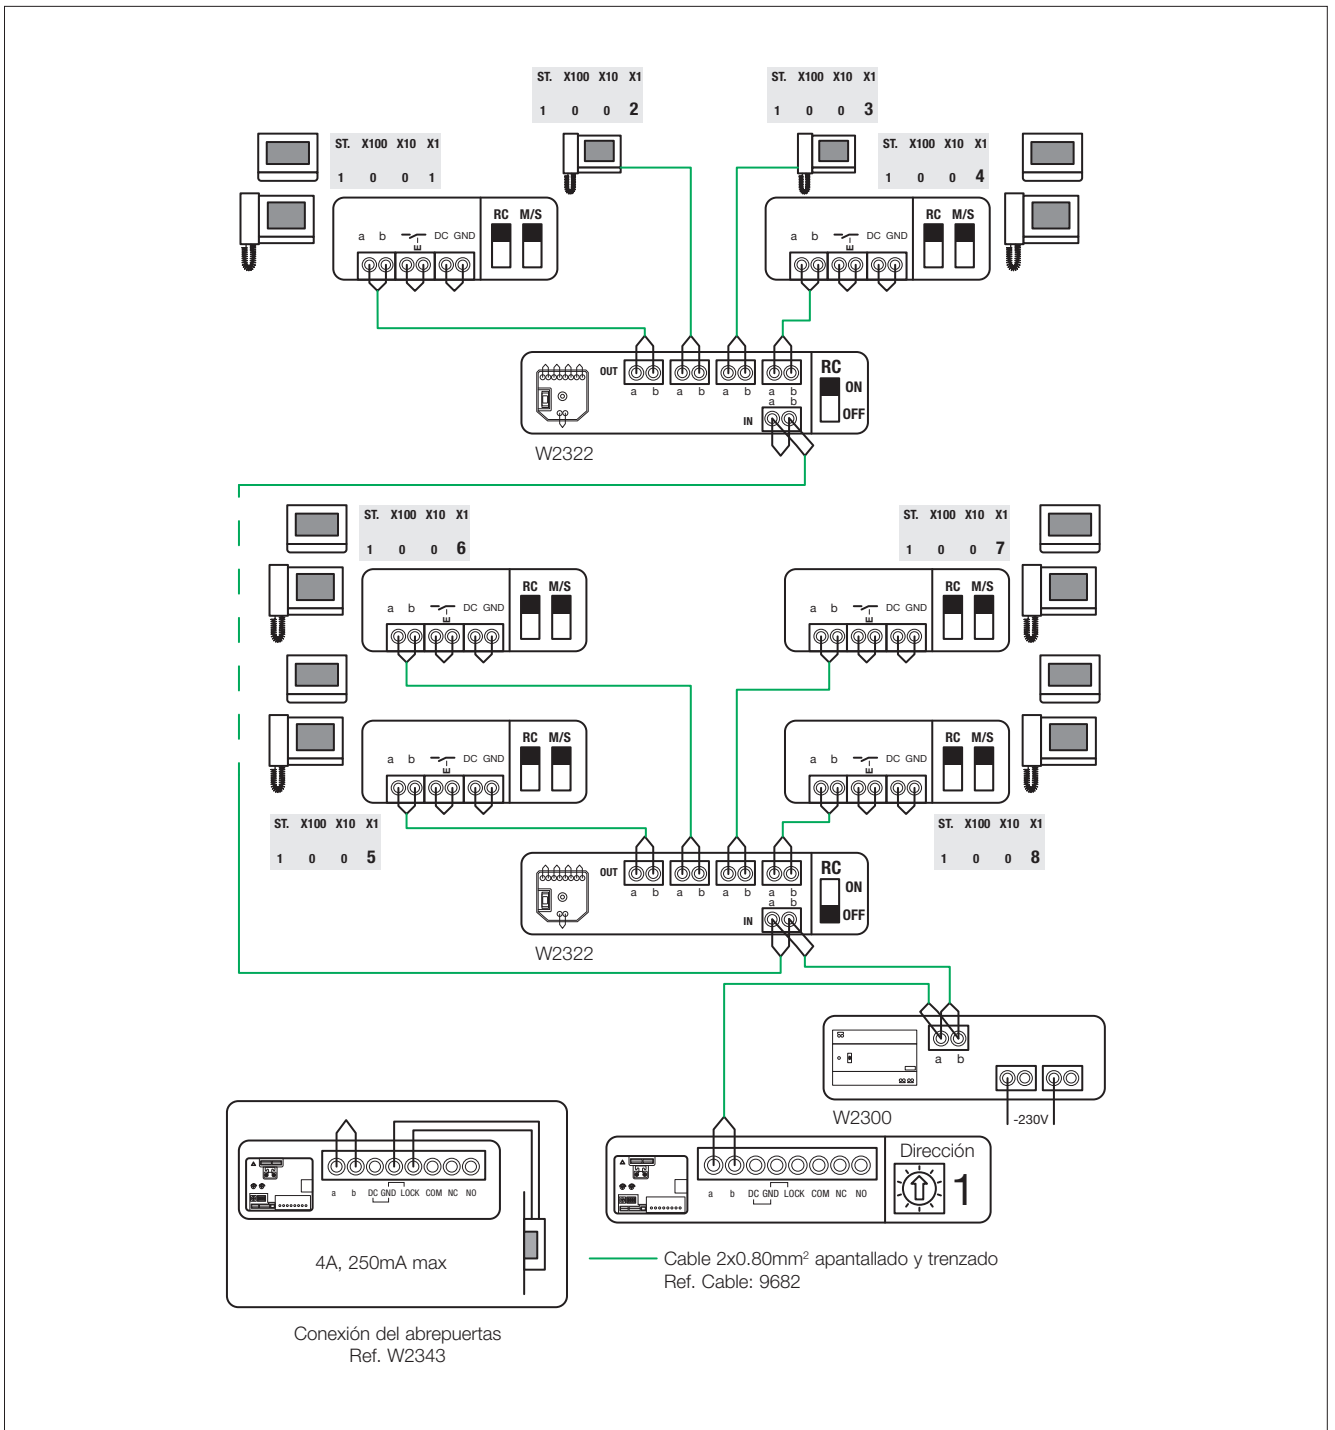 ST. X100 X10 X1
1 0 0 2
ST. X100 X10 X1
1 0 0 3
ST. X100 X10 X1
1 0 0 1
ST. X100 X10 X1
1 0 0 4
RC M/S
a b DC GND
RC M/S
a b DC GND
OUT
a b a b a b a b
RC
ON
OFF
IN
a b
W2322
ST. X100 X10 X1
1 0 0 6
ST. X100 X10 X1
1 0 0 7
RC M/S
a b DC GND
RC M/S
a b DC GND
RC M/S
a b DC GND
RC M/S
a b DC GND
ST. X100 X10 X1
1 0 0 5
ST. X100 X10 X1
1 0 0 8
OUT
a b a b a b a b
RC
ON
OFF
IN
a b
W2322
a b
-230V
W2300
a b DC GND LOCK COM NC NO
4A, 250mA max
Conexión del abrepuertas
Ref. W2343
a b DC GND LOCK COM NC NO
Dirección
1
Cable 2x0.80mm² apantallado y trenzado
Ref. Cable: 9682